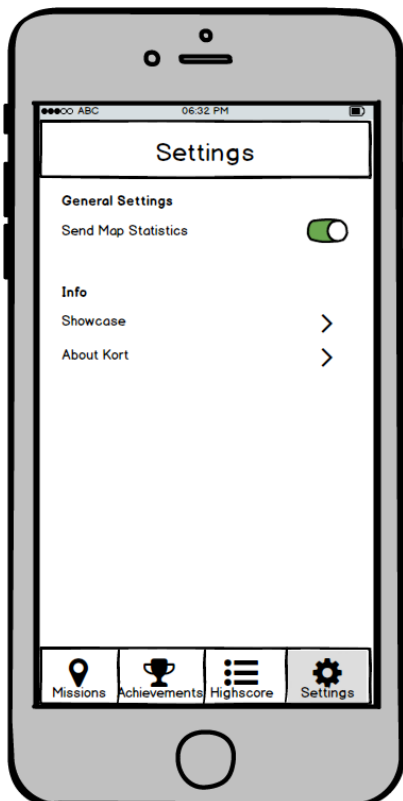 ABC 06:32 PM
Settings
General Settings
Send Map Statistics
Info
Showcase
About Kort
Missions Achievements Highscore Settings